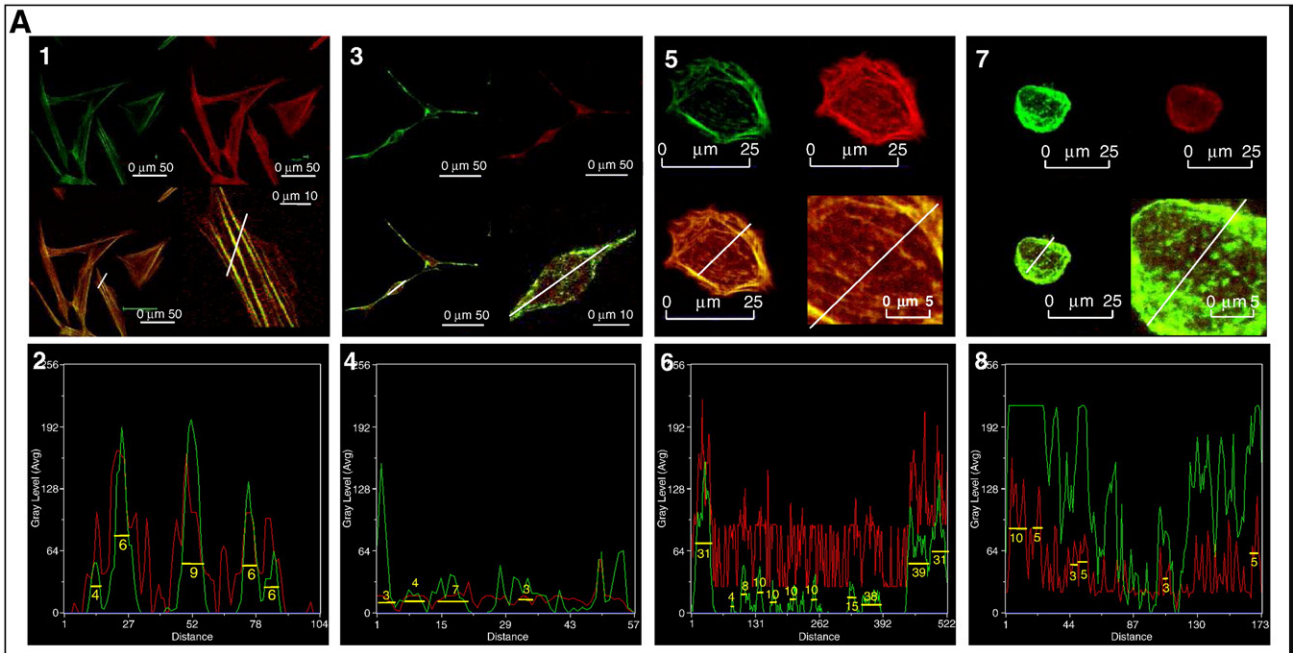 A
1
0 μm 50
0 μm 50
0 μm 10
0 μm 50
3
0 μm 50
0 μm 50
0 μm 50
0 μm 10
5
0 μm 25
0 μm 25
0 μm 25
0 μm 5
7
0 μm 25
0 μm 25
0 μm 25
0 μm 5
2
256
192
128
64
0
Gray Level (Avg)
4
6
9
6
6
1 27 52 78 104
Distance
4
256
192
128
64
0
Gray Level (Avg)
3
4
7
3
1 15 29 43 57
Distance
6
256
192
128
64
0
Gray Level (Avg)
31
4
8
10
10
10
10
15
38
39
31
1 131 262 392 522
Distance
8
256
192
128
64
0
Gray Level (Avg)
10
5
3
5
3
5
1 44 87 130 173
Distance